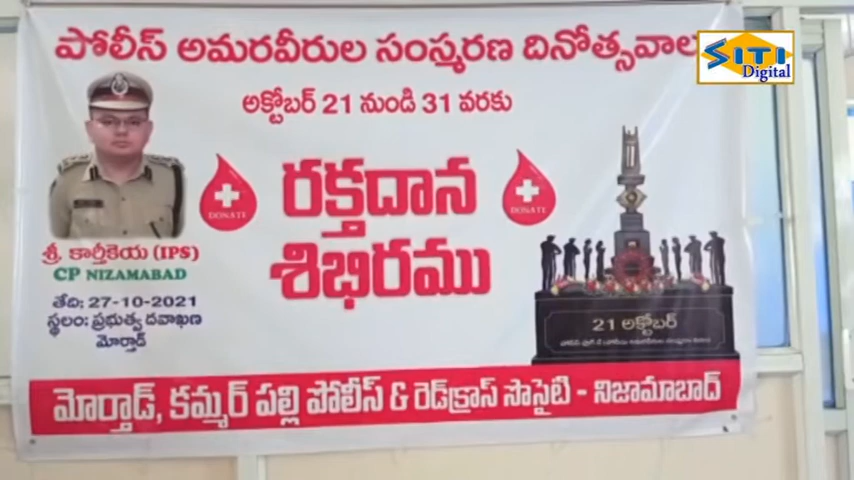 పోలీస్ అమరవీరుల సంస్మరణ దినోత్సవాల
SITI
Digital
అక్టోబర్ 21 నుండి 31 వరకు
DONATE
రక్తదాన
DONATE
శిభిరము
శ్రీ. కార్తీకెయ (IPS)
CP NIZAMABAD
తేది: 27-10-2021
స్థలం: ప్రభుత్వ దవాఖణ
మోర్తాడ్
21 అక్టోబర్
మోర్తాడ్, కమ్మర్ పల్లి పోలీస్ & రెడ్‌క్రాస్ సొసైటి - నిజామాబాద్